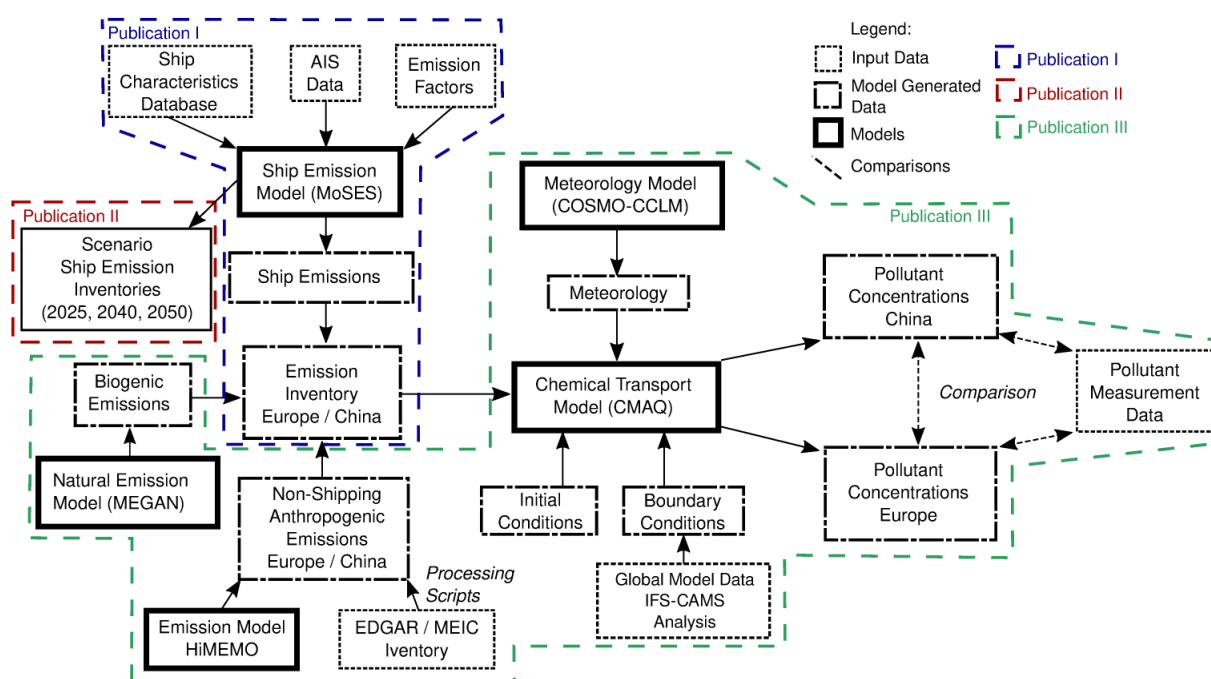 Publication I
Ship
Characteristics
Database
AIS
Data
Emission
Factors
Legend:
Input Data
Model Generated
Data
Models
Comparisons
Publication I
Publication II
Publication III
Ship Emission
Model (MoSES)
Meteorology Model
(COSMO-CCLM)
Publication II
Scenario
Ship Emission
Inventories
(2025, 2040, 2050)
Publication III
Ship Emissions
Meteorology
Pollutant
Concentrations
China
Biogenic
Emissions
Emission
Inventory
Europe / China
Chemical Transport
Model (CMAQ)
Comparison
Pollutant
Measurement
Data
Natural Emission
Model (MEGAN)
Non-Shipping
Anthropogenic
Emissions
Europe / China
Initial
Conditions
Boundary
Conditions
Pollutant
Concentrations
Europe
Processing
Scripts
Global Model Data
IFS-CAMS
Analysis
Emission Model
HiMEMO
EDGAR / MEIC
Iventory